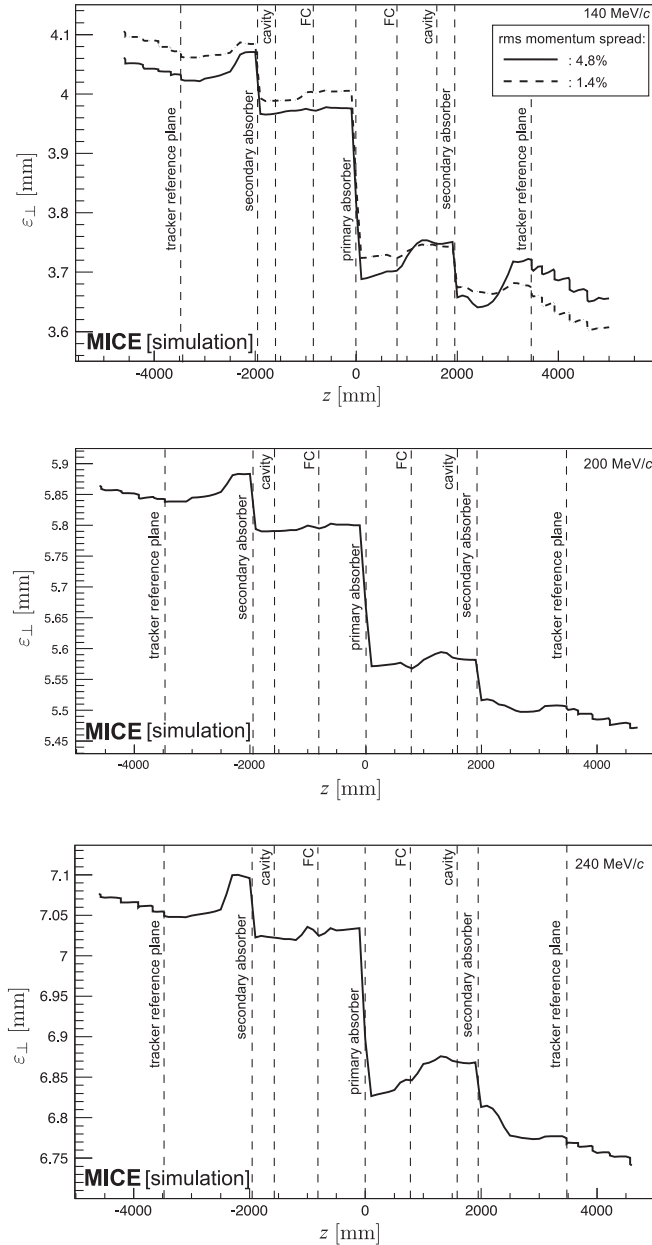 140 MeV/c
rms momentum spread:
: 4.8%
: 1.4%
4.1
4
3.9
3.8
3.7
3.6
ε⊥ [mm]
tracker reference plane
secondary absorber
cavity
FC
primary absorber
FC
cavity
secondary absorber
tracker reference plane
MICE [simulation]
-4000 -2000 0 2000 4000
z [mm]
200 MeV/c
5.9
5.85
5.8
5.75
5.7
5.65
5.6
5.55
5.5
5.45
ε⊥ [mm]
tracker reference plane
secondary absorber
cavity
FC
primary absorber
FC
cavity
secondary absorber
tracker reference plane
MICE [simulation]
-4000 -2000 0 2000 4000
z [mm]
240 MeV/c
7.1
7.05
7
6.95
6.9
6.85
6.8
6.75
ε⊥ [mm]
tracker reference plane
secondary absorber
cavity
FC
primary absorber
FC
cavity
secondary absorber
tracker reference plane
MICE [simulation]
-4000 -2000 0 2000 4000
z [mm]